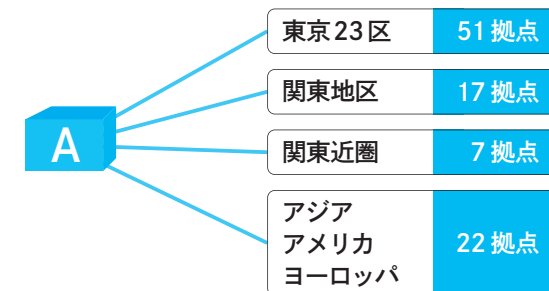 東京23区 51拠点
関東地区 17拠点
A
関東近圏 7拠点
アジア
アメリカ 22拠点
ヨーロッパ